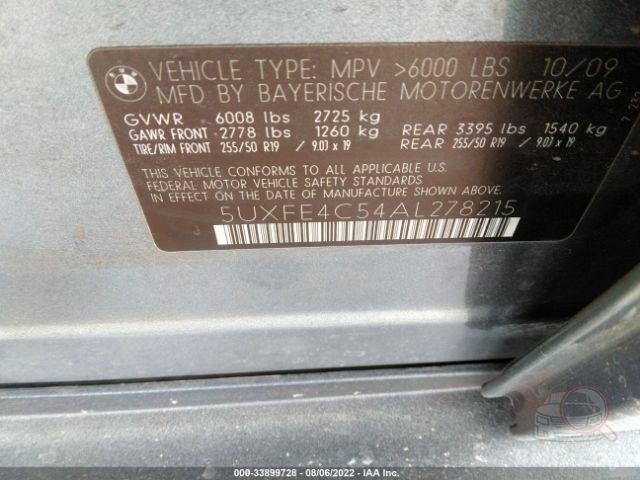 BMW
VEHICLE TYPE: MPV >6000 LBS 10/09
MFD BY BAYERISCHE MOTORENWERKE AG
GVWR 6008 lbs 2725 kg
GAWR FRONT 2778 lbs 1260 kg REAR 3395 lbs 1540 kg
TIRE/RIM FRONT 255/50 R19 / 9.0J x 19 REAR 255/50 R19 / 9.0J x 19
THIS VEHICLE CONFORMS TO ALL APPLICABLE U.S.
FEDERAL MOTOR VEHICLE SAFETY STANDARDS
IN EFFECT ON THE DATE OF MANUFACTURE SHOWN ABOVE.
5UXFE4C54AL278215
000-33899728 - 08/06/2022 - IAA Inc.